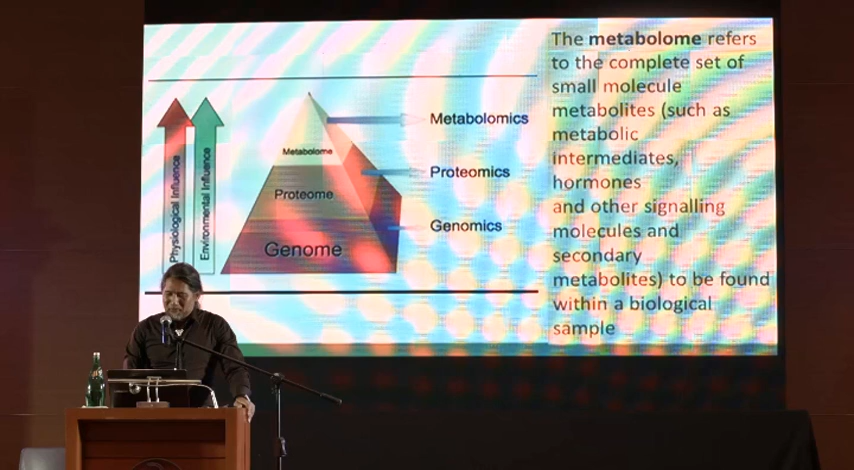 Physiological Influence
Environmental Influence
Metabolome
Proteome
Genome
Metabolomics
Proteomics
Genomics
The metabolome refers
to the complete set of
small molecule
metabolites (such as
metabolic
intermediates,
hormones
and other signalling
molecules and
secondary
metabolites) to be found
within a biological
sample